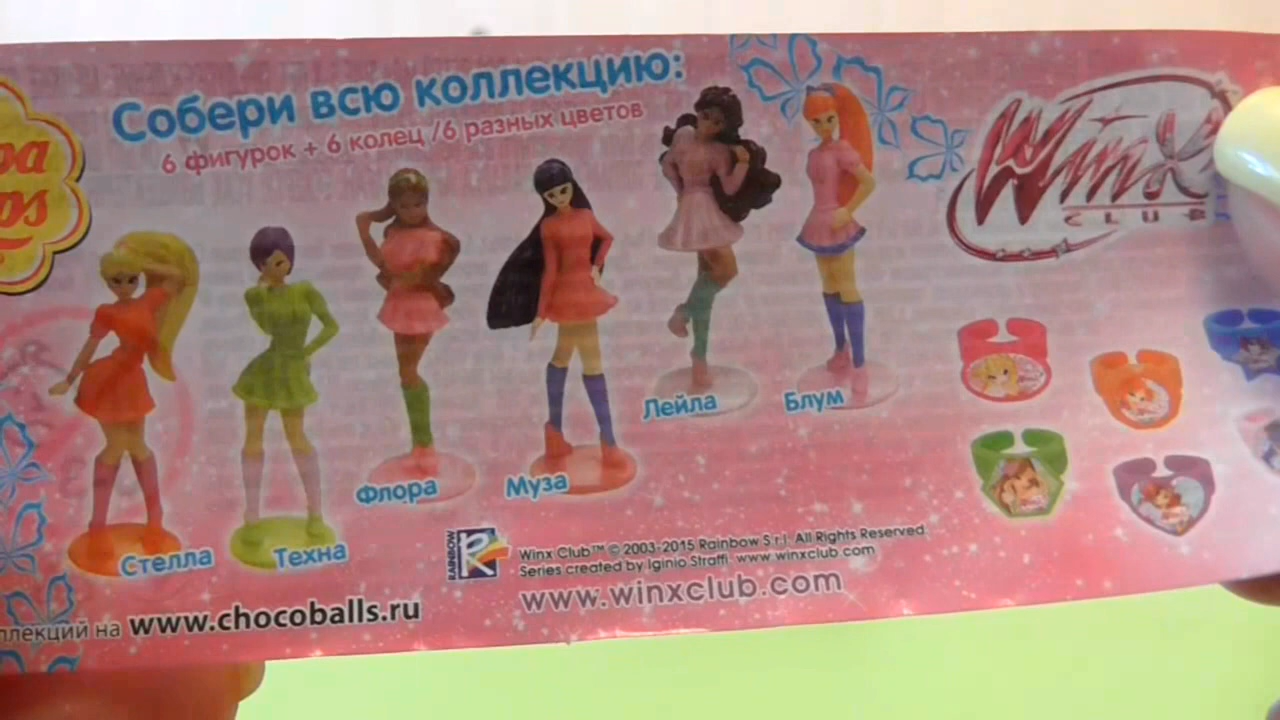 Собери всю коллекцию:
6 фигурок + 6 колец /6 разных цветов
WinX
CLUB
Лейла
Блум
Флора
Муза
Стелла
Техна
RAINBOW
Winx Club™ © 2003-2015 Rainbow S.r.l. All Rights Reserved.
Series created by Iginio Straffi. www.winxclub.com
www.winxclub.com
на www.chocoballs.ru